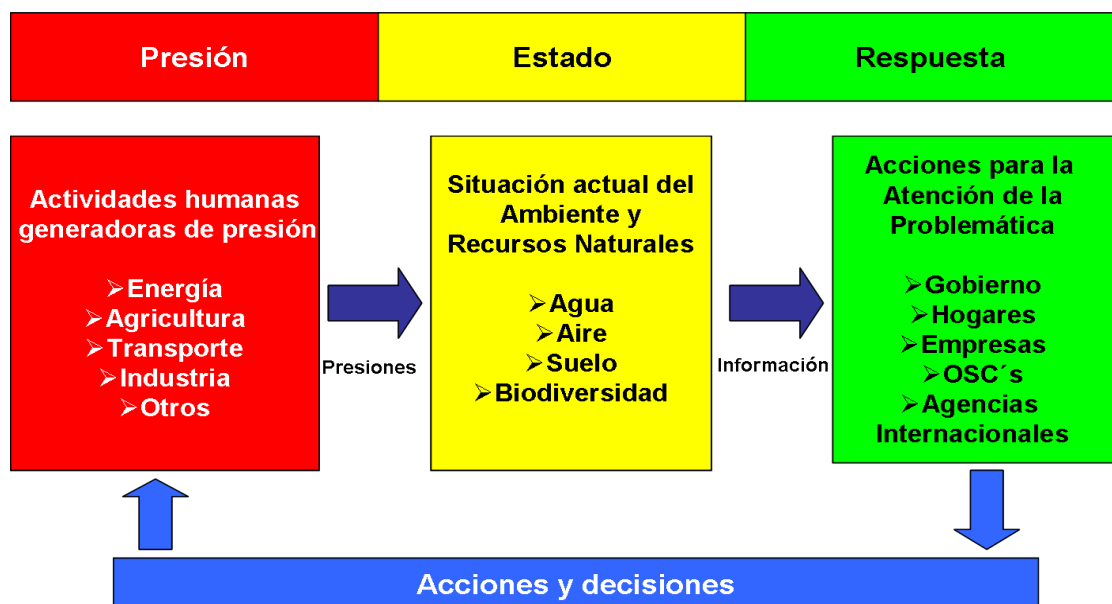 Presión
Estado
Respuesta
Actividades humanas
generadoras de presión
➢Energía
➢Agricultura
➢Transporte
➢Industria
➢Otros
Presiones
Situación actual del
Ambiente y
Recursos Naturales
➢Agua
➢Aire
➢Suelo
➢Biodiversidad
Información
Acciones para la
Atención de la
Problemática
➢Gobierno
➢Hogares
➢Empresas
➢OSC´s
➢Agencias
Internacionales
Acciones y decisiones